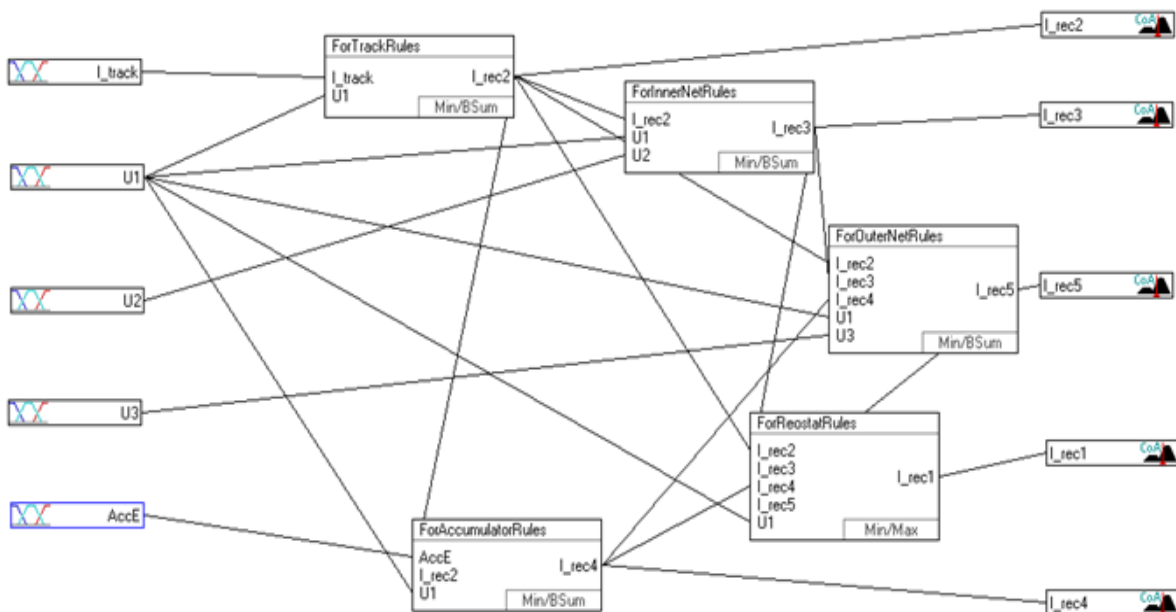 I_track
U1
U2
U3
AccE
ForTrackRules
I_track
U1
I_rec2
Min/BSum
ForInnerNetRules
I_rec2
U1
U2
I_rec3
Min/BSum
ForOuterNetRules
I_rec2
I_rec3
I_rec4
U1
U3
I_rec5
Min/BSum
ForReostatRules
I_rec2
I_rec3
I_rec4
I_rec5
U1
I_rec1
Min/Max
ForAccumulatorRules
AccE
I_rec2
U1
I_rec4
Min/BSum
I_rec2 CoA
I_rec3 CoA
I_rec5 CoA
I_rec1 CoA
I_rec4 CoA